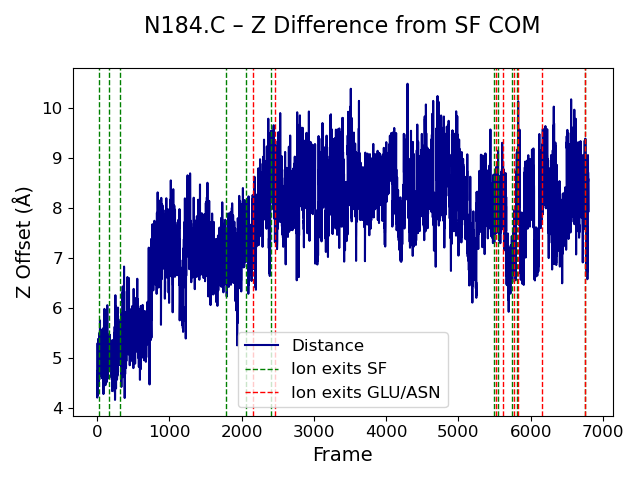 N184.C – Z Difference from SF COM
Z Offset (Å)
10
9
8
7
6
5
4
Distance
Ion exits SF
Ion exits GLU/ASN
0 1000 2000 3000 4000 5000 6000 7000
Frame